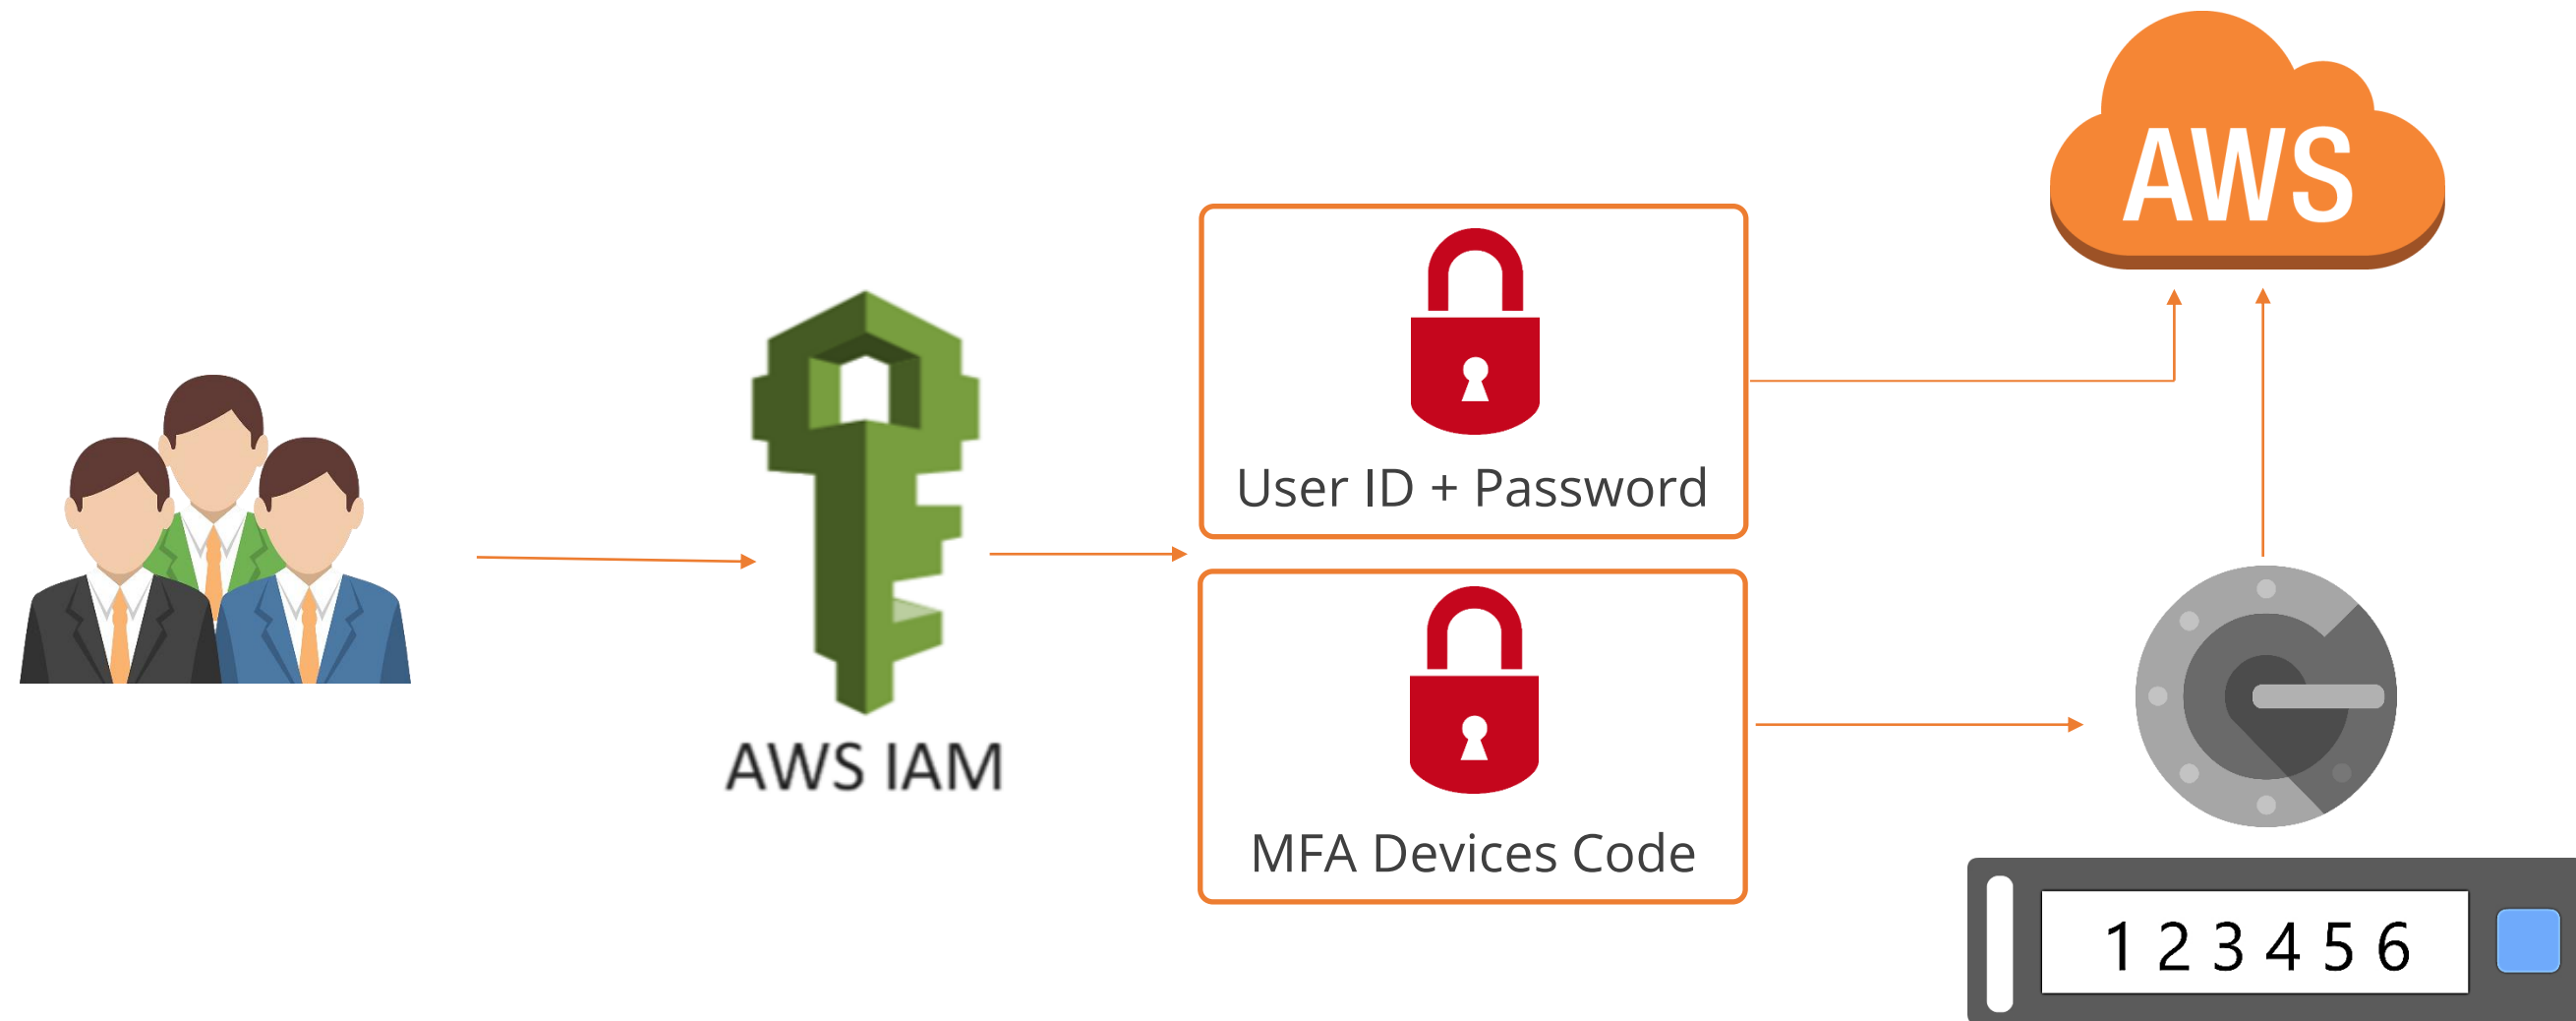 AWS
User ID + Password
AWS IAM
MFA Devices Code
1 2 3 4 5 6